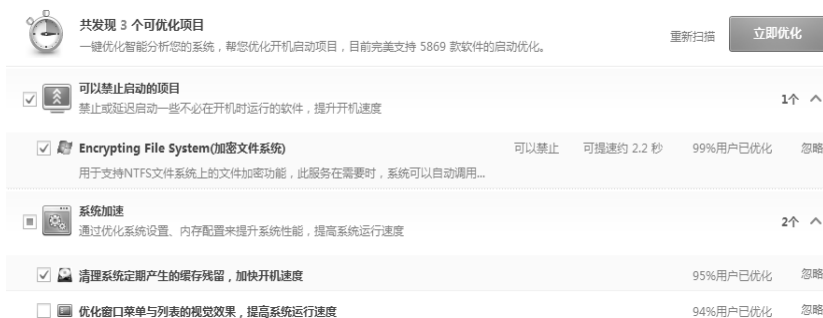 共发现 3 个可优化项目
一键优化智能分析您的系统，帮您优化开机启动项目，目前完美支持 5869 款软件的启动优化。
重新扫描
立即优化
可以禁止启动的项目
禁止或延迟启动一些不必在开机时运行的软件，提升开机速度
1个
Encrypting File System(加密文件系统)
可以禁止
可提速约 2.2 秒
99%用户已优化
忽略
用于支持NTFS文件系统上的文件加密功能，此服务在需要时，系统可以自动调用...
系统加速
通过优化系统设置、内存配置来提升系统性能，提高系统运行速度
2个
清理系统定期产生的缓存残留，加快开机速度
95%用户已优化
忽略
优化窗口菜单与列表的视觉效果，提高系统运行速度
94%用户已优化
忽略